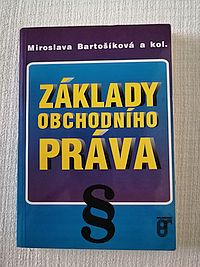 Miroslava Bartošíková a kol.
ZÁKLADY
OBCHODNÍHO
PRÁVA
§